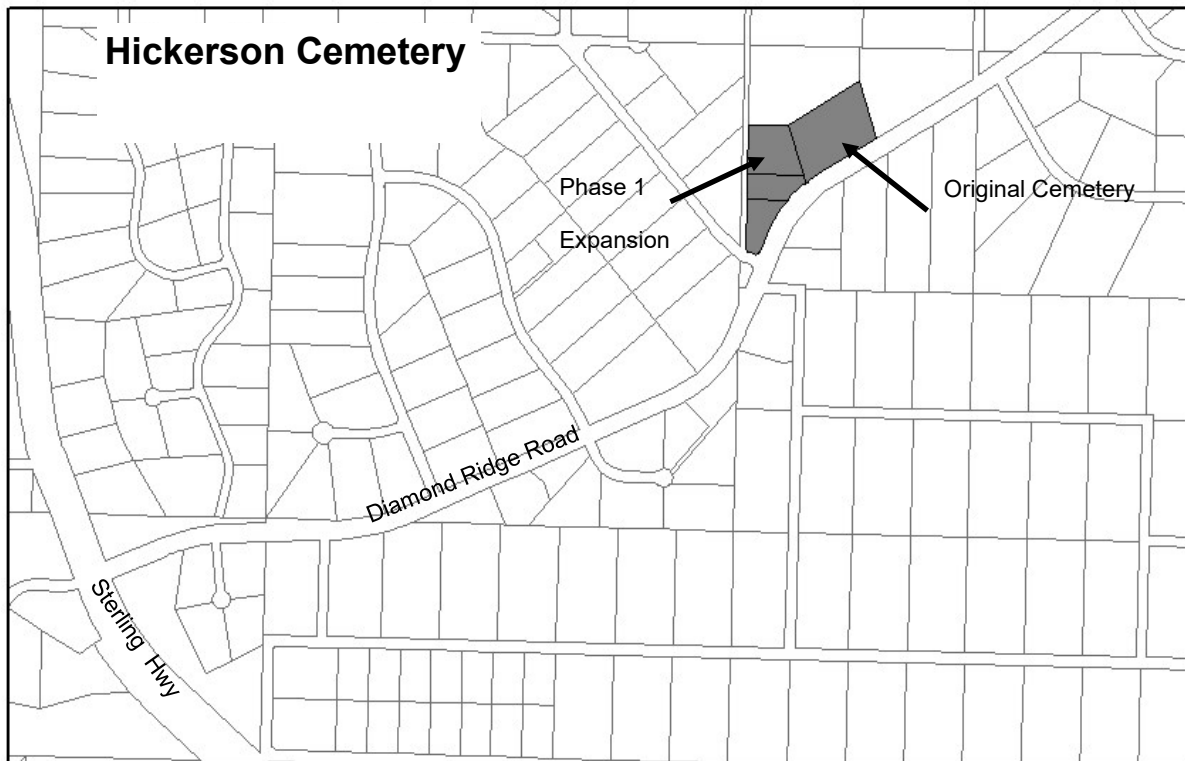 Hickerson Cemetery
Phase 1
Expansion
Original Cemetery
Diamond Ridge Road
Sterling Hwy